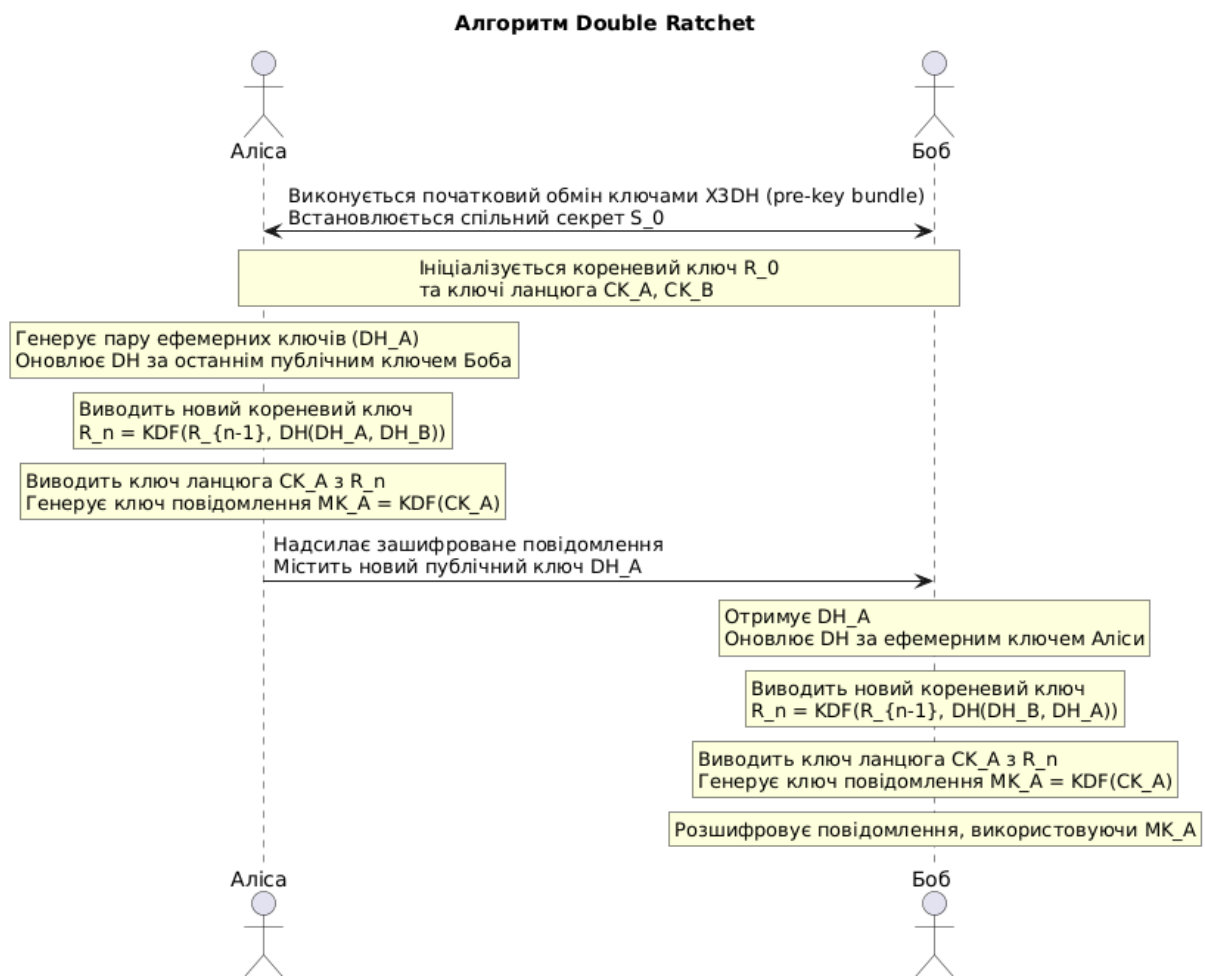 Алгоритм Double Ratchet
Аліса
Боб
Виконується початковий обмін ключами X3DH (pre-key bundle)
Встановлюється спільний секрет S_0
Ініціалізується кореневий ключ R_0
та ключі ланцюга CK_A, CK_B
Генерує пару ефемерних ключів (DH_A)
Оновлює DH за останнім публічним ключем Боба
Виводить новий кореневий ключ
R_n = KDF(R_{n-1}, DH(DH_A, DH_B))
Виводить ключ ланцюга CK_A з R_n
Генерує ключ повідомлення MK_A = KDF(CK_A)
Надсилає зашифроване повідомлення
Містить новий публічний ключ DH_A
Отримує DH_A
Оновлює DH за ефемерним ключем Аліси
Виводить новий кореневий ключ
R_n = KDF(R_{n-1}, DH(DH_B, DH_A))
Виводить ключ ланцюга CK_A з R_n
Генерує ключ повідомлення MK_A = KDF(CK_A)
Розшифровує повідомлення, використовуючи MK_A
Аліса
Боб